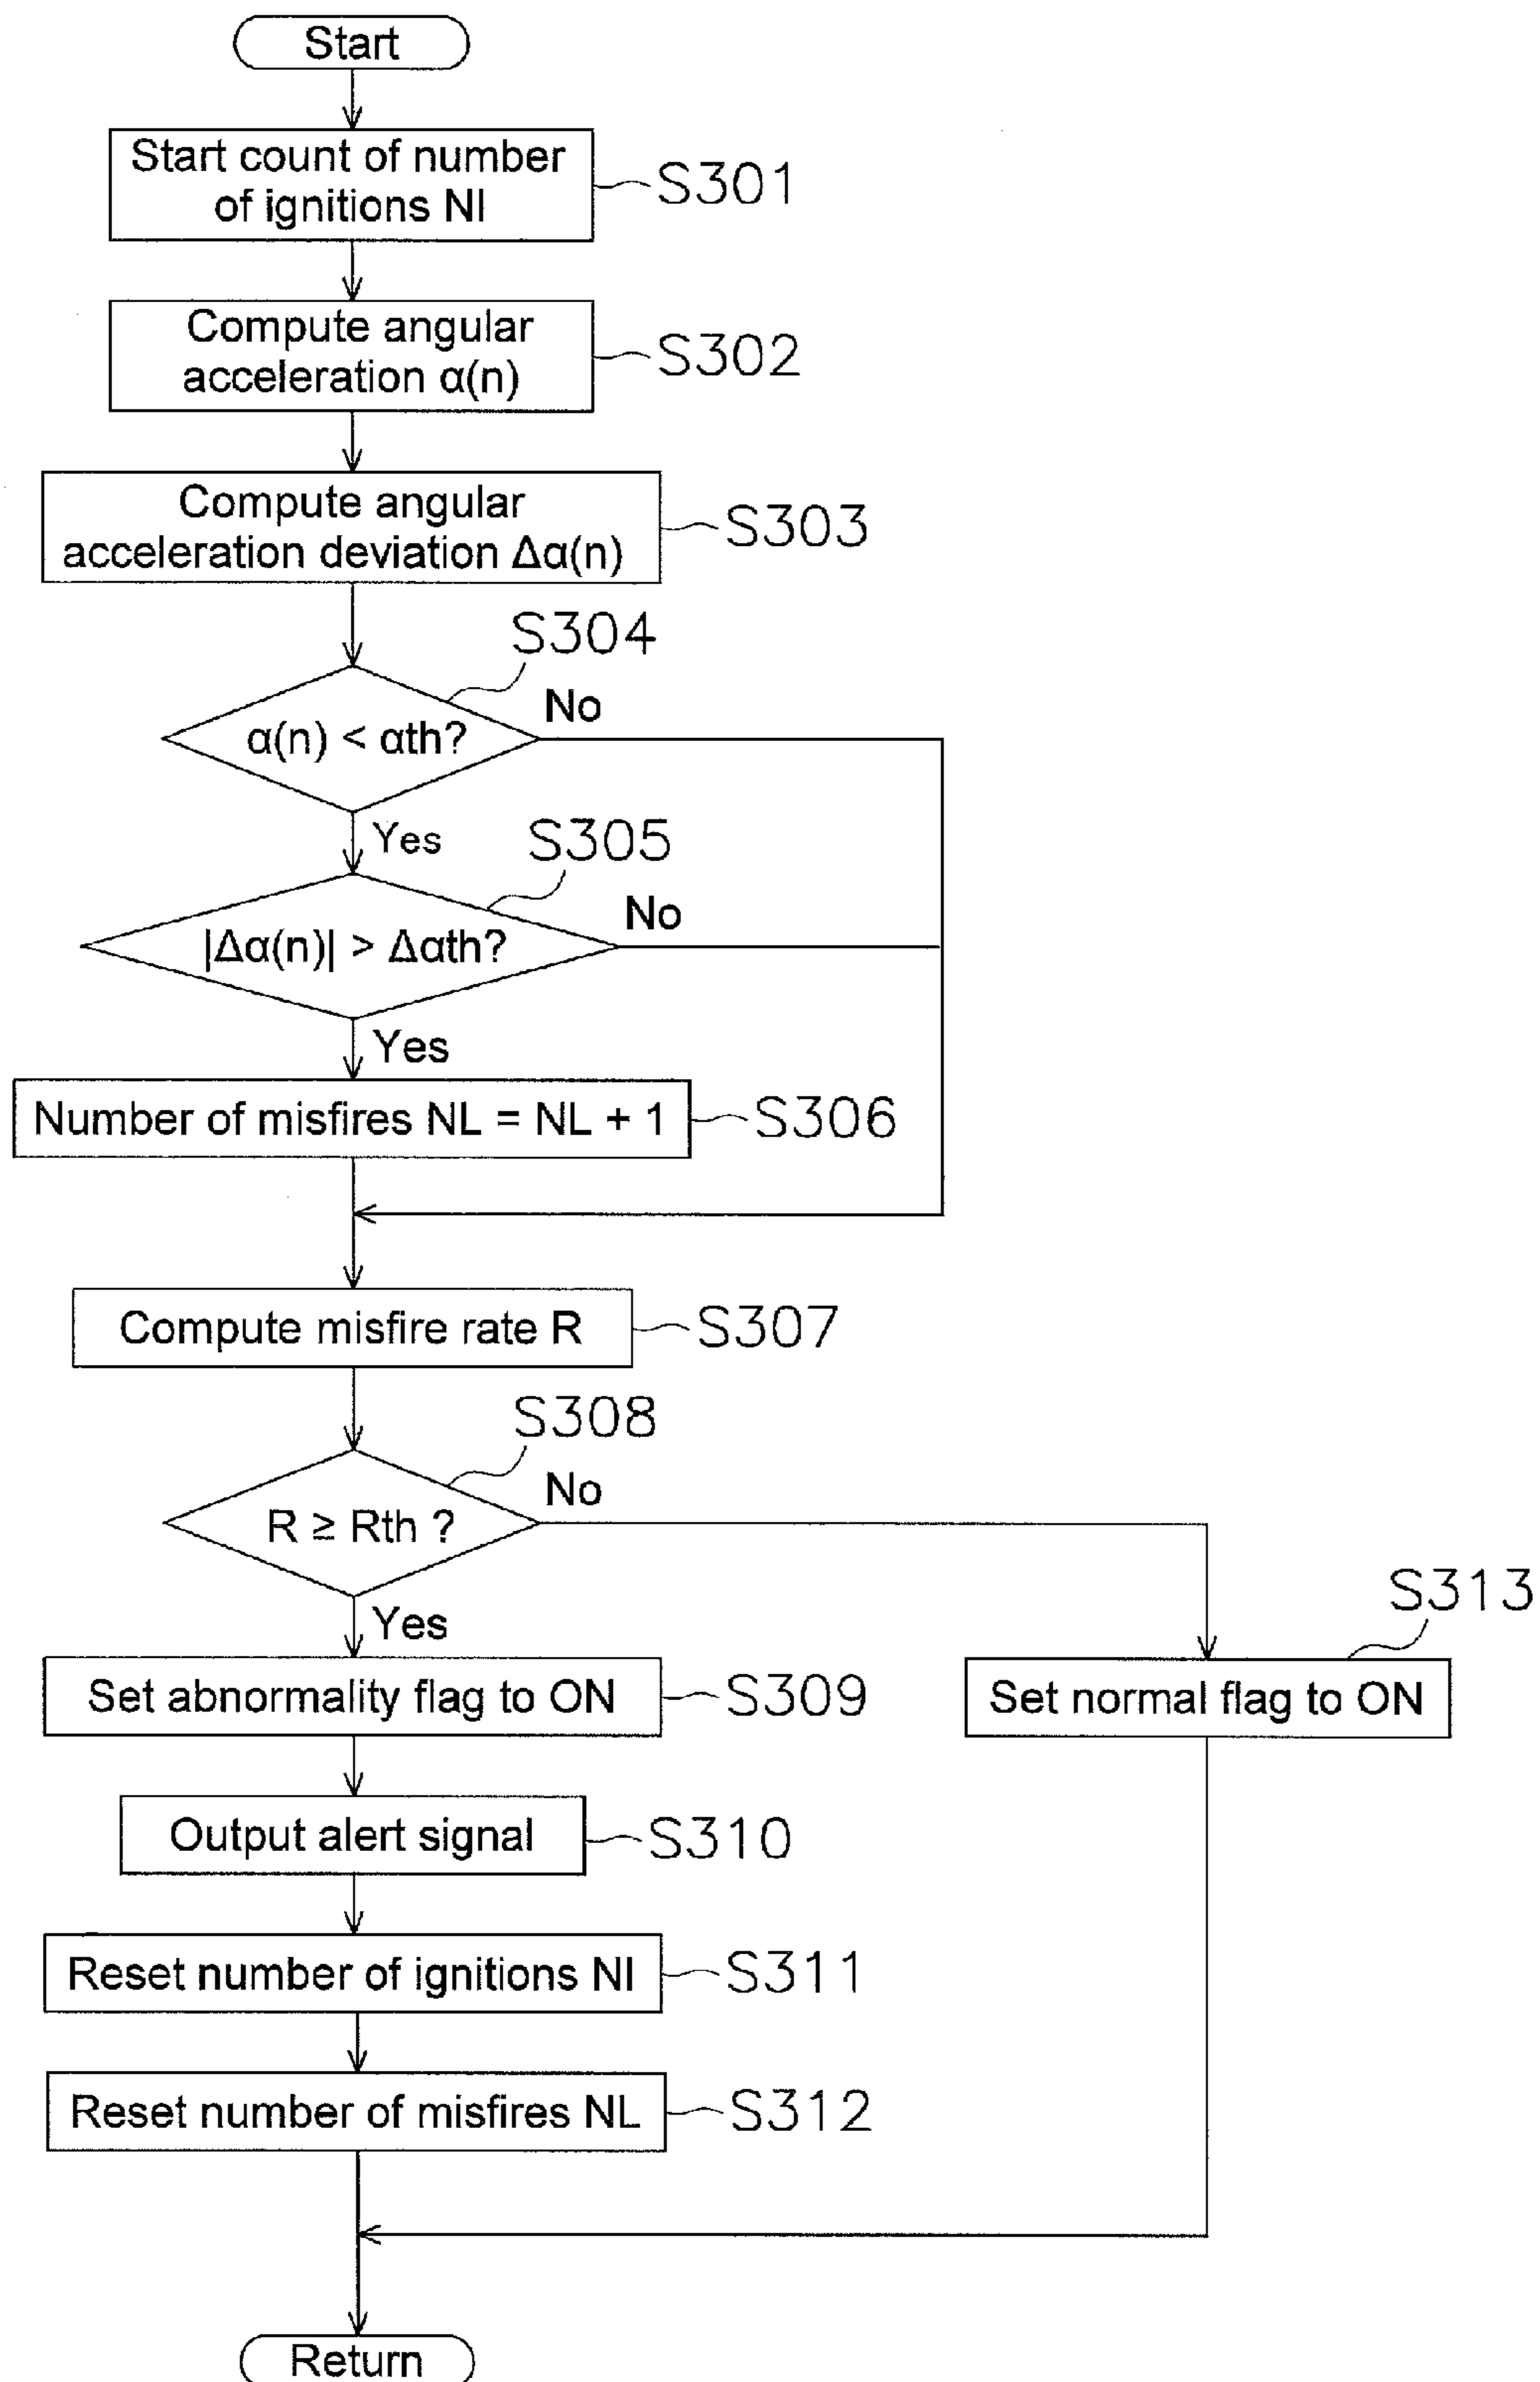 Start
Start count of number
of ignitions NI
S301
Compute angular
acceleration α(n)
S302
Compute angular
acceleration deviation Δα(n)
S303
S304
α(n) < αth?
No
Yes
S305
|Δα(n)| > Δαth?
No
Yes
Number of misfires NL = NL + 1
S306
Compute misfire rate R
S307
S308
R ≥ Rth ?
No
Yes
S313
Set abnormality flag to ON
S309
Set normal flag to ON
Output alert signal
S310
Reset number of ignitions NI
S311
Reset number of misfires NL
S312
Return